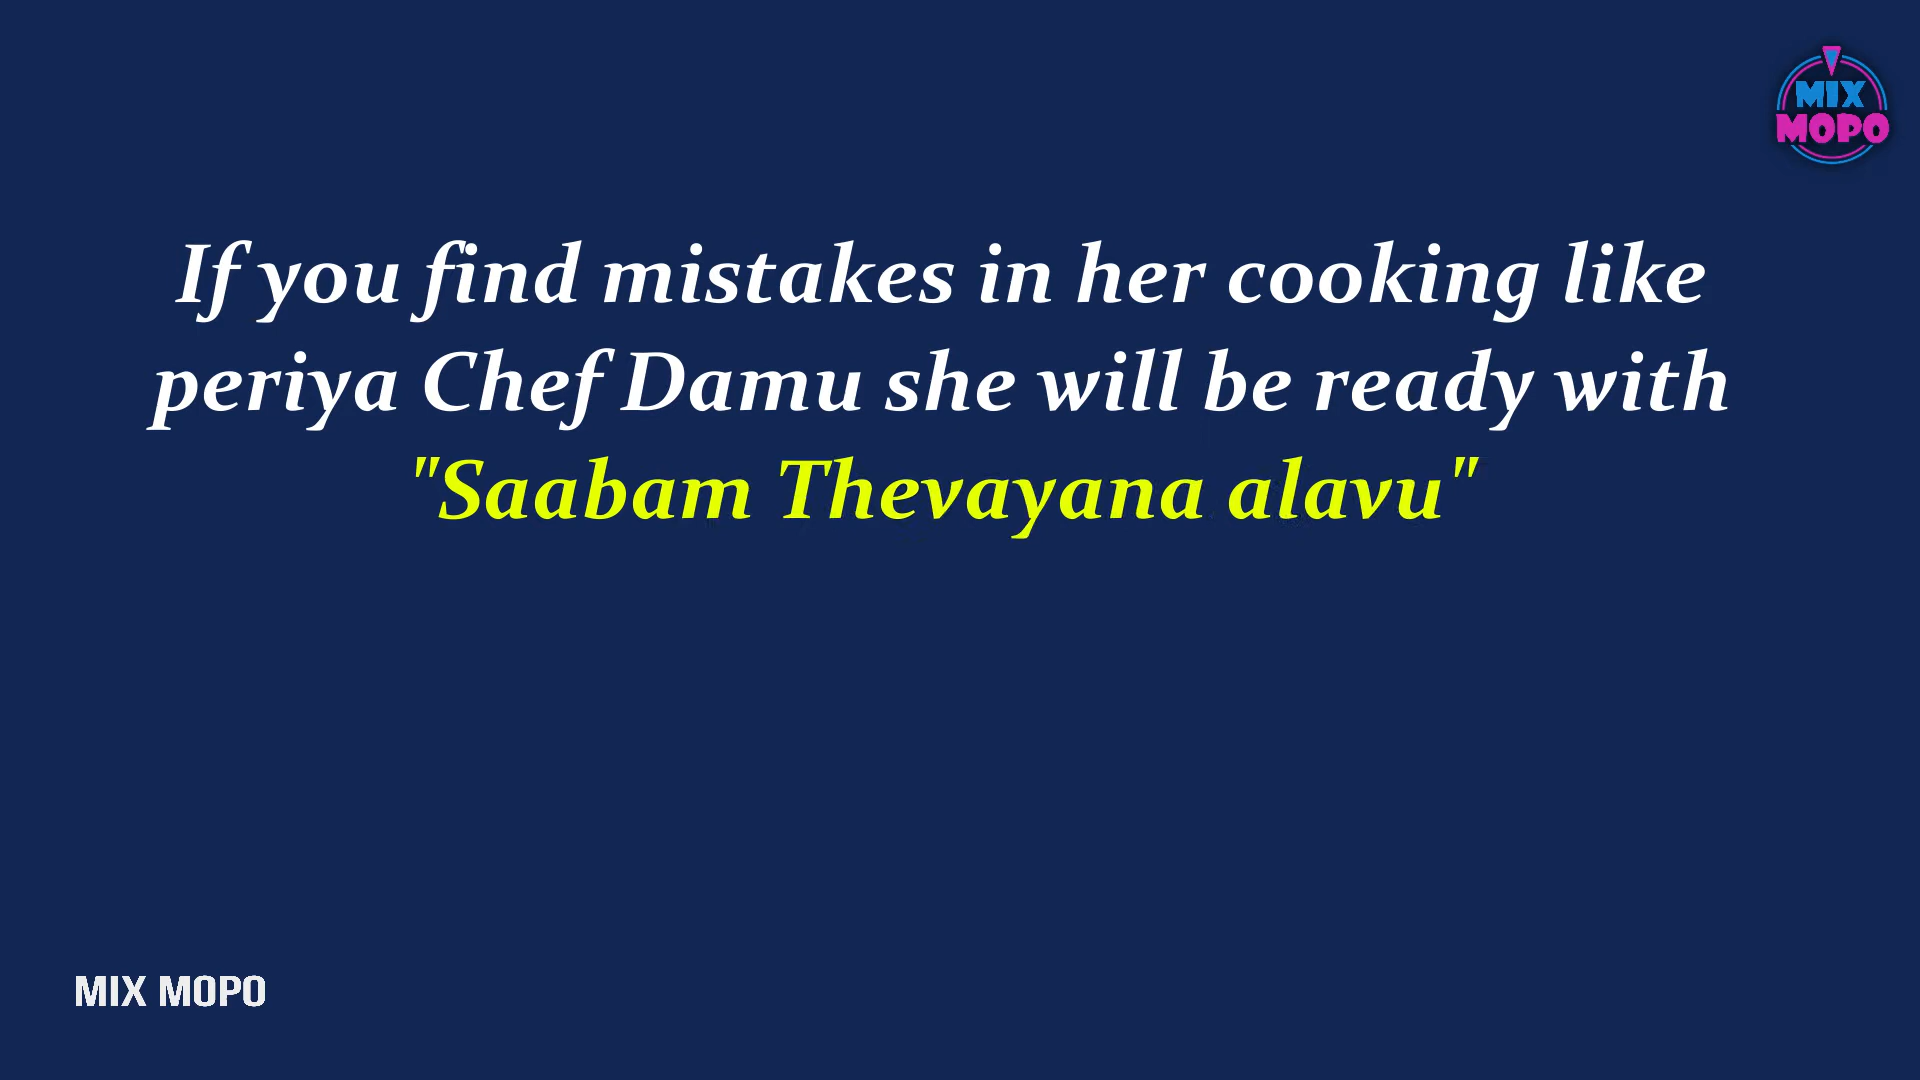 MIX
MOPO
If you find mistakes in her cooking like
periya Chef Damu she will be ready with
"Saabam Thevayana alavu"
MIX MOPO